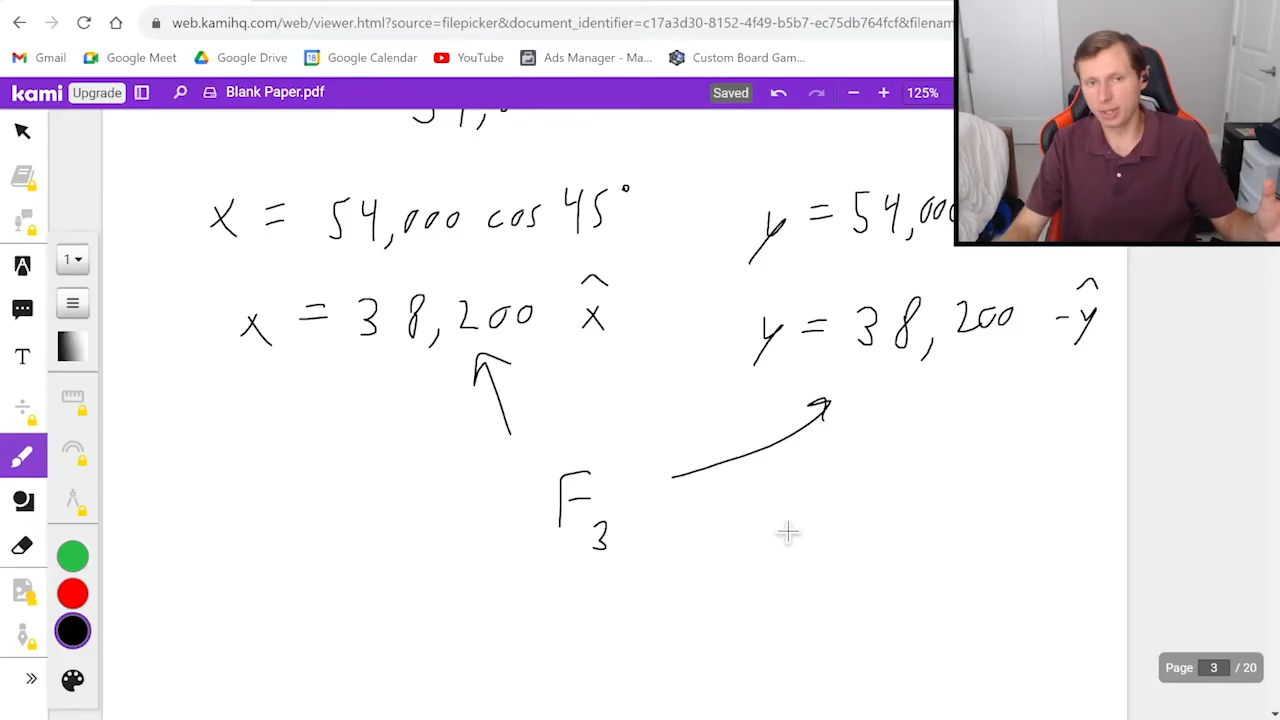 web.kamihq.com/web/viewer.html?source=filepicker&document_identifier=c17a3d30-8152-4f49-b5b7-ec75db764fcf&filenam
Gmail Google Meet Google Drive Google Calendar YouTube Ads Manager - Ma... Custom Board Gam...
kami Upgrade Blank Paper.pdf Saved 125%
x = 54,000 cos 45° y = 54,000
x = 38,200 x̂ y = 38,200 -ŷ
F₃
1
T
Page 3 / 20